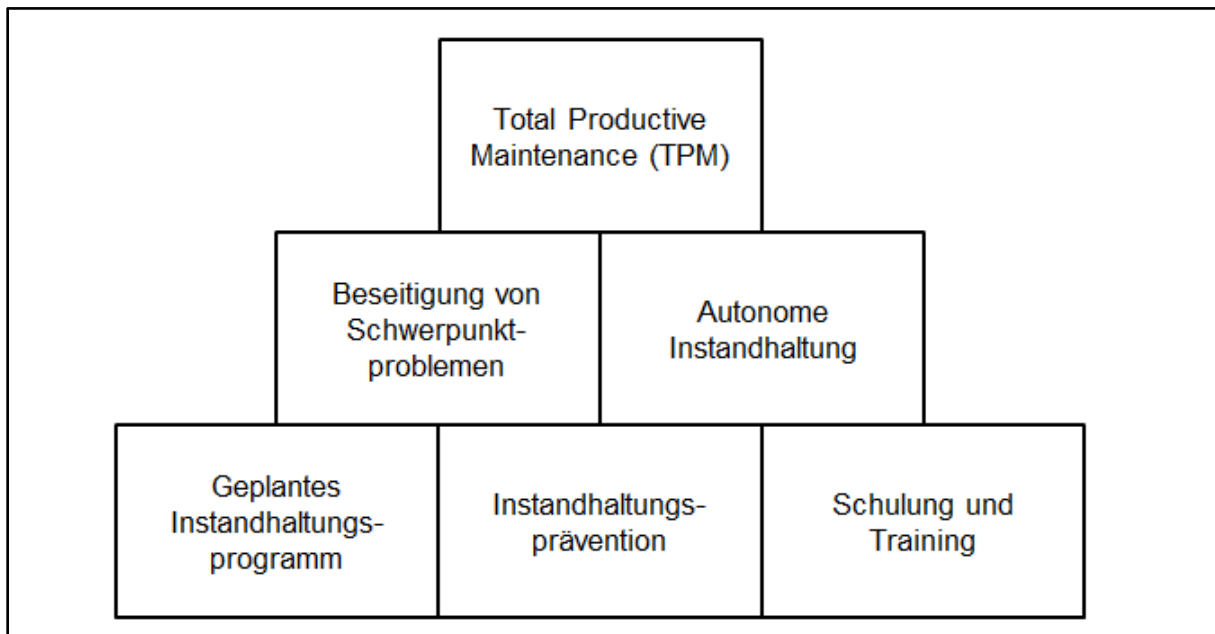 Total Productive
Maintenance (TPM)
Beseitigung von
Schwerpunkt-
problemen
Autonome
Instandhaltung
Geplantes
Instandhaltungs-
programm
Instandhaltungs-
prävention
Schulung und
Training